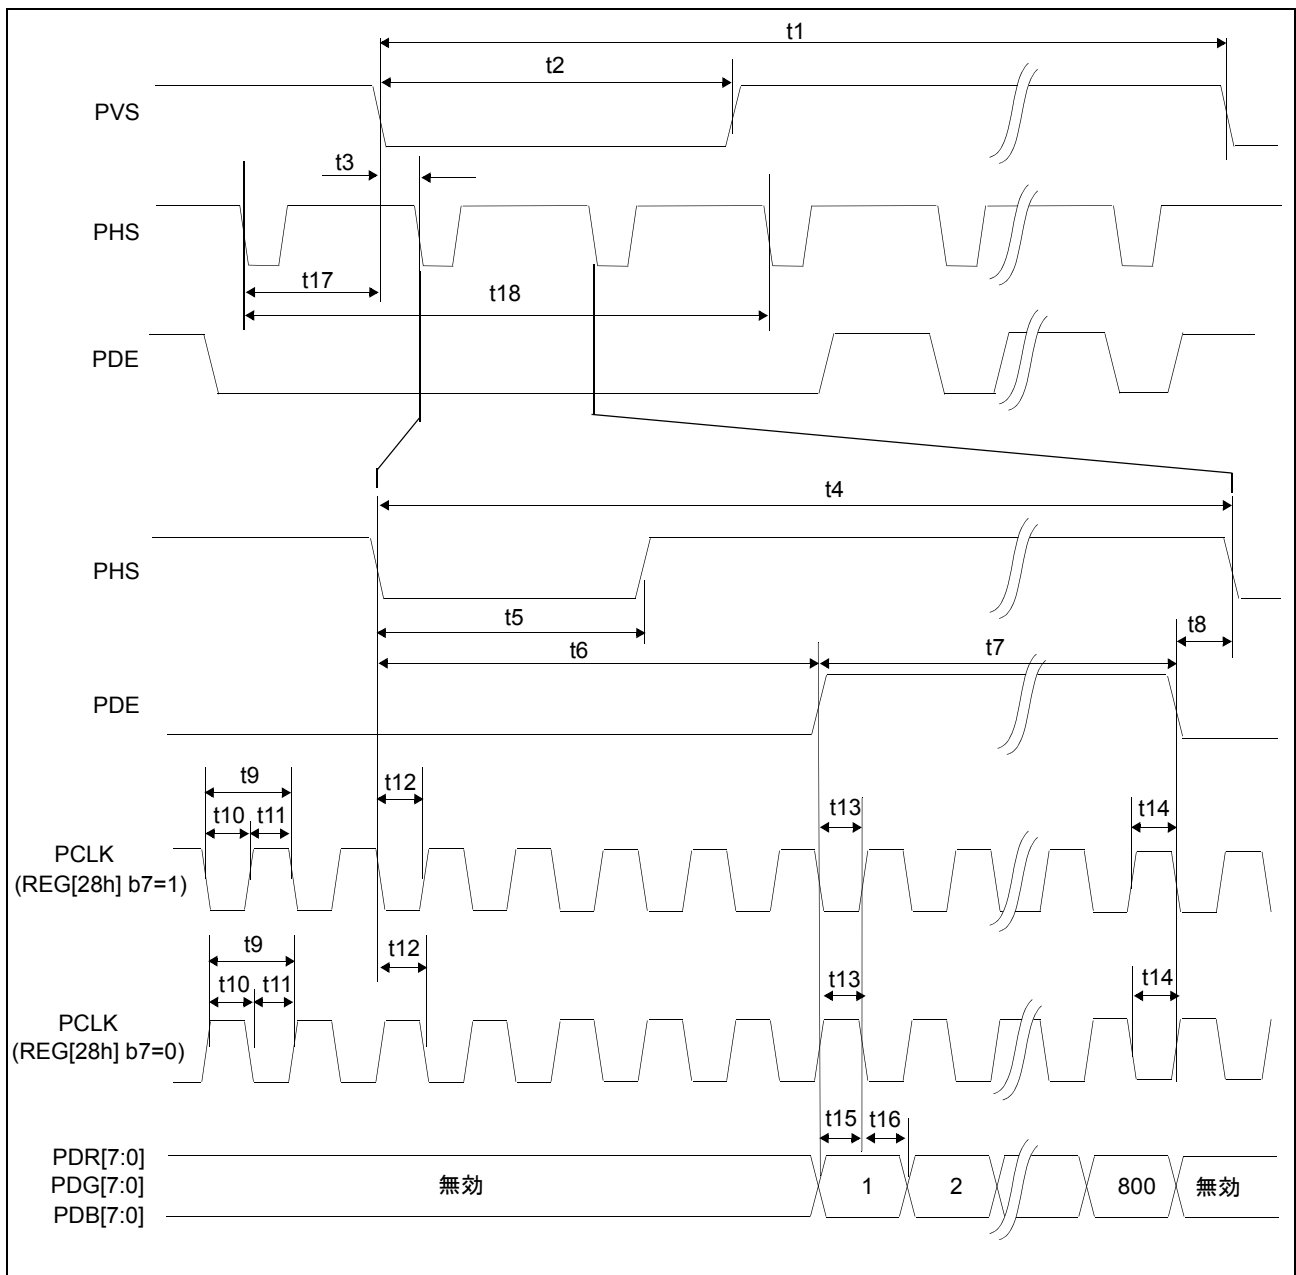 t1
t2
PVS
t3
PHS
t17
t18
PDE
t4
PHS
t5
t8
t6
t7
PDE
t9
t12
t10
t11
t13
t14
PCLK
(REG[28h] b7=1)
t9
t12
t10
t11
t13
t14
PCLK
(REG[28h] b7=0)
t15
t16
PDR[7:0]
PDG[7:0]
PDB[7:0]
無効
1
2
800
無効